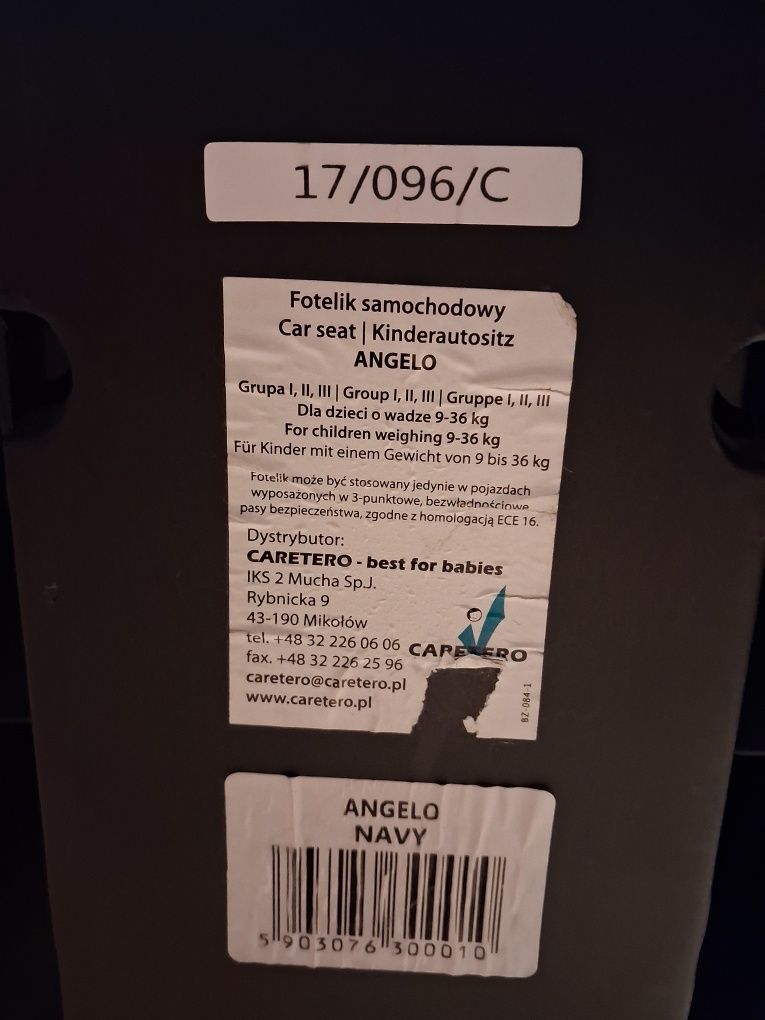 17/096/C
Fotelik samochodowy
Car seat | Kinderautositz
ANGELO
Grupa I, II, III | Group I, II, III | Gruppe I, II, III
Dla dzieci o wadze 9-36 kg
For children weighing 9-36 kg
Für Kinder mit einem Gewicht von 9 bis 36 kg
Fotelik może być stosowany jedynie w pojazdach
wyposażonych w 3-punktowe, bezwładnościowe
pasy bezpieczeństwa, zgodne z homologacją ECE 16.
Dystrybutor:
CARETERO - best for babies
IKS 2 Mucha Sp.J.
Rybnicka 9
43-190 Mikołów
tel. +48 32 226 06 06
fax. +48 32 226 25 96
caretero@caretero.pl
www.caretero.pl
CARETERO
BZ-084-1
ANGELO
NAVY
5 903076 300010